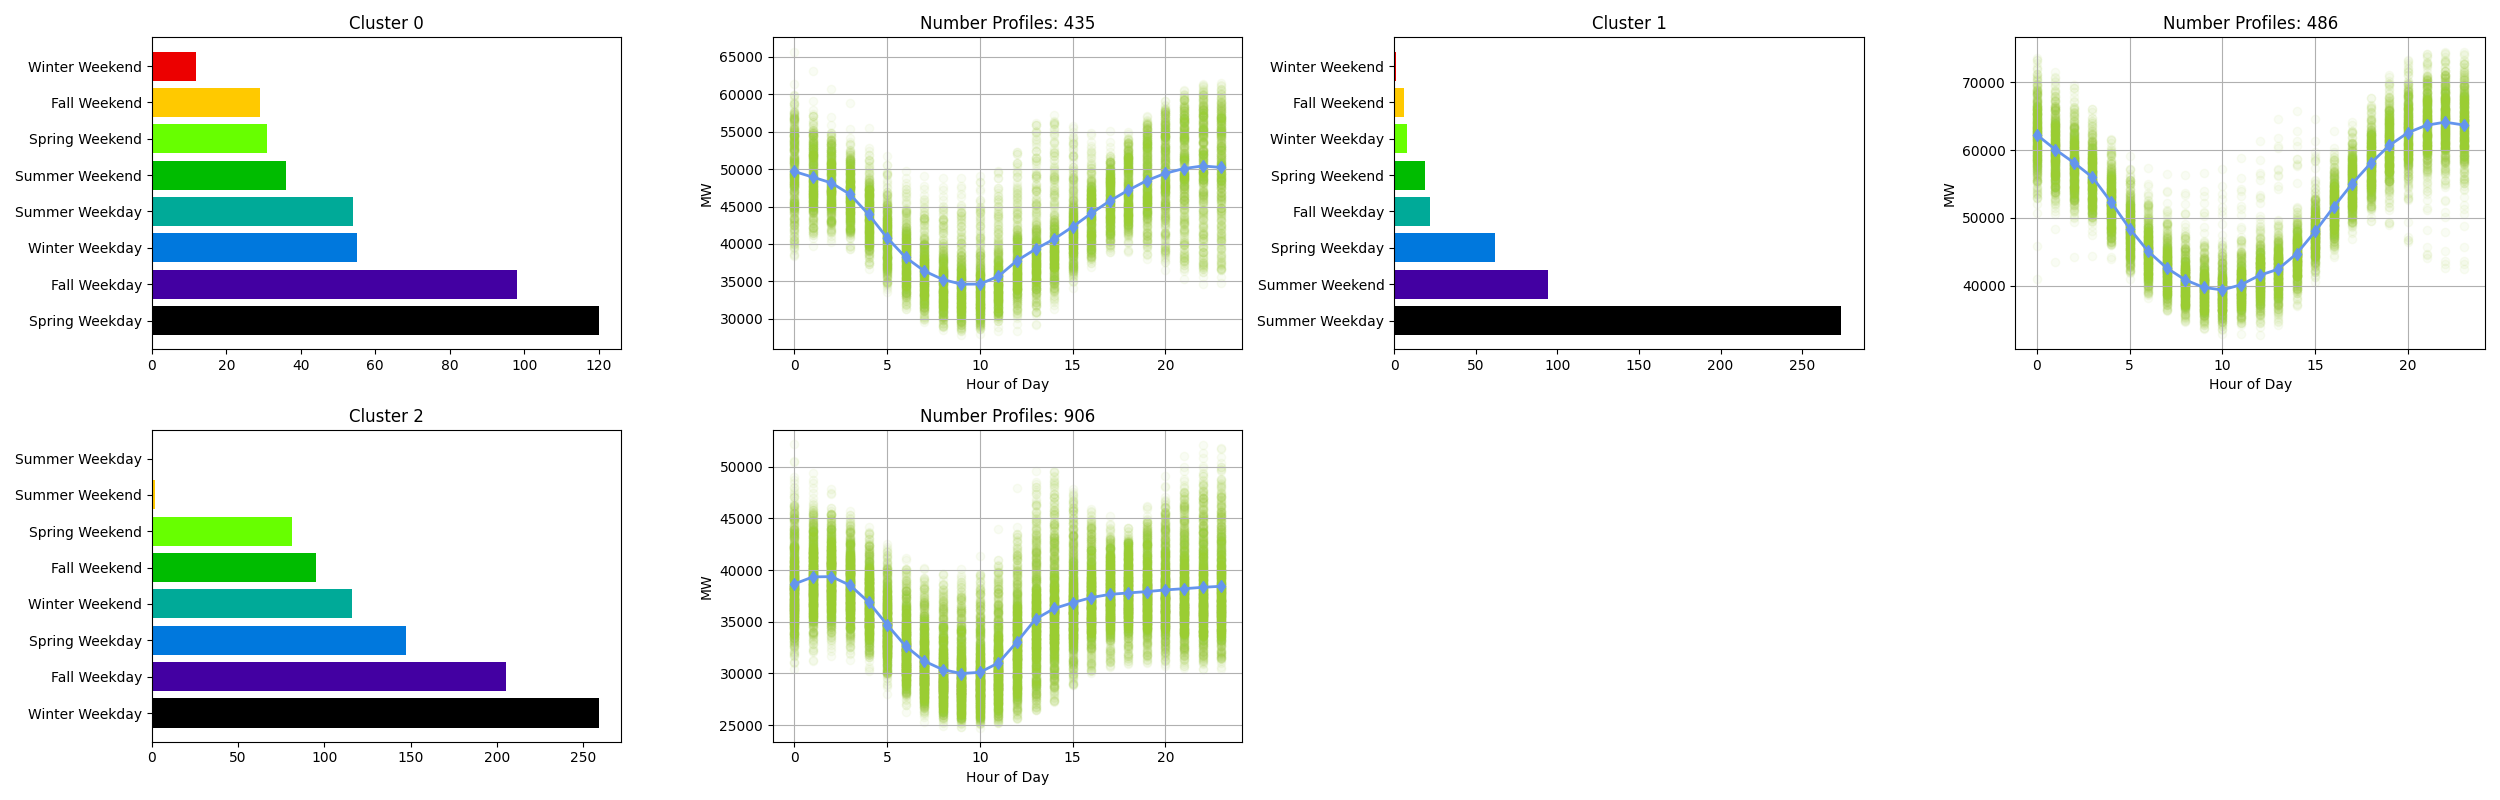 Cluster 0
Winter Weekend
Fall Weekend
Spring Weekend
Summer Weekend
Summer Weekday
Winter Weekday
Fall Weekday
Spring Weekday
0 20 40 60 80 100 120
Number Profiles: 435
MW
65000
60000
55000
50000
45000
40000
35000
30000
0 5 10 15 20
Hour of Day
Cluster 1
Winter Weekend
Fall Weekend
Winter Weekday
Spring Weekend
Fall Weekday
Spring Weekday
Summer Weekend
Summer Weekday
0 50 100 150 200 250
Number Profiles: 486
MW
70000
60000
50000
40000
0 5 10 15 20
Hour of Day
Cluster 2
Summer Weekday
Summer Weekend
Spring Weekend
Fall Weekend
Winter Weekend
Spring Weekday
Fall Weekday
Winter Weekday
0 50 100 150 200 250
Number Profiles: 906
MW
50000
45000
40000
35000
30000
25000
0 5 10 15 20
Hour of Day